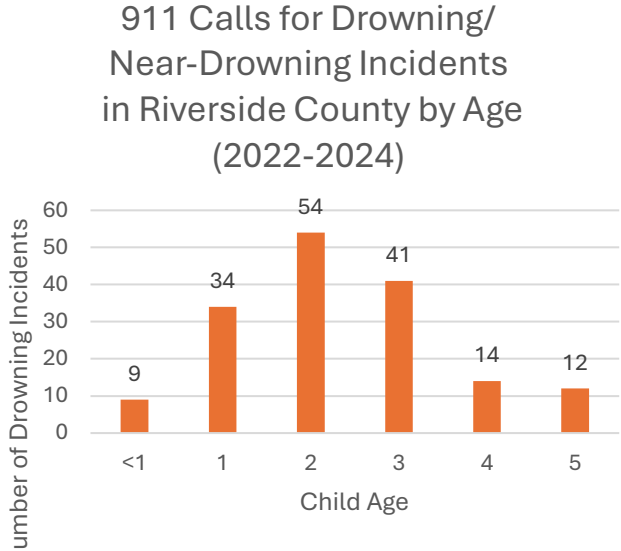 911 Calls for Drowning/
Near-Drowning Incidents
in Riverside County by Age
(2022-2024)
umber of Drowning Incidents
60
50
40
30
20
10
0
9
34
54
41
14
12
<1 1 2 3 4 5
Child Age